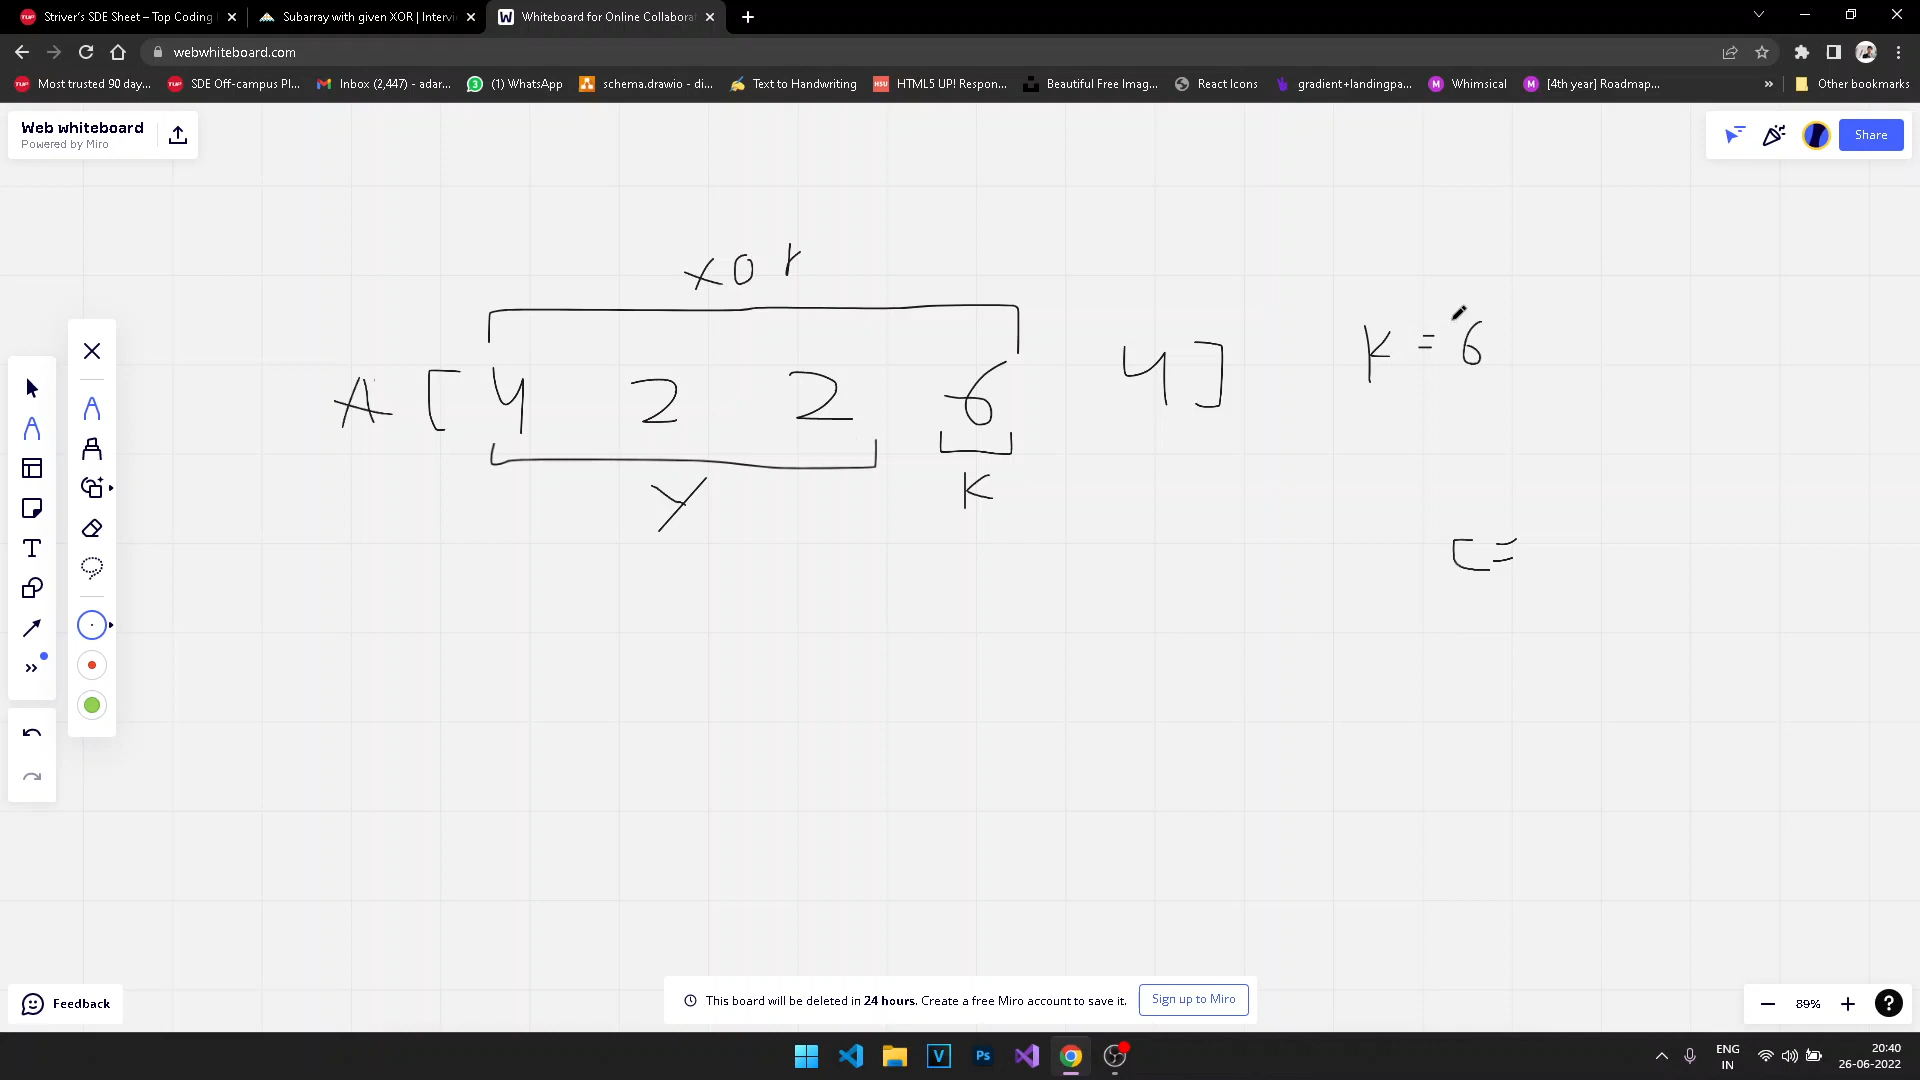 Striver's SDE Sheet – Top Coding
Subarray with given XOR | Intervi
Whiteboard for Online Collabora
webwhiteboard.com
Most trusted 90 day...
SDE Off-campus Pl...
Inbox (2,447) - adar...
(1) WhatsApp
schema.drawio - di...
Text to Handwriting
HTML5 UP! Respon...
Beautiful Free Imag...
React Icons
gradient+landingpa...
Whimsical
[4th year] Roadmap...
Other bookmarks
Web whiteboard
Powered by Miro
Share
xor
K = 6
A [ 4 2 2 6 4 ]
Y K
C =
This board will be deleted in 24 hours. Create a free Miro account to save it.
Sign up to Miro
Feedback
89%
ENG
IN
20:40
26-06-2022